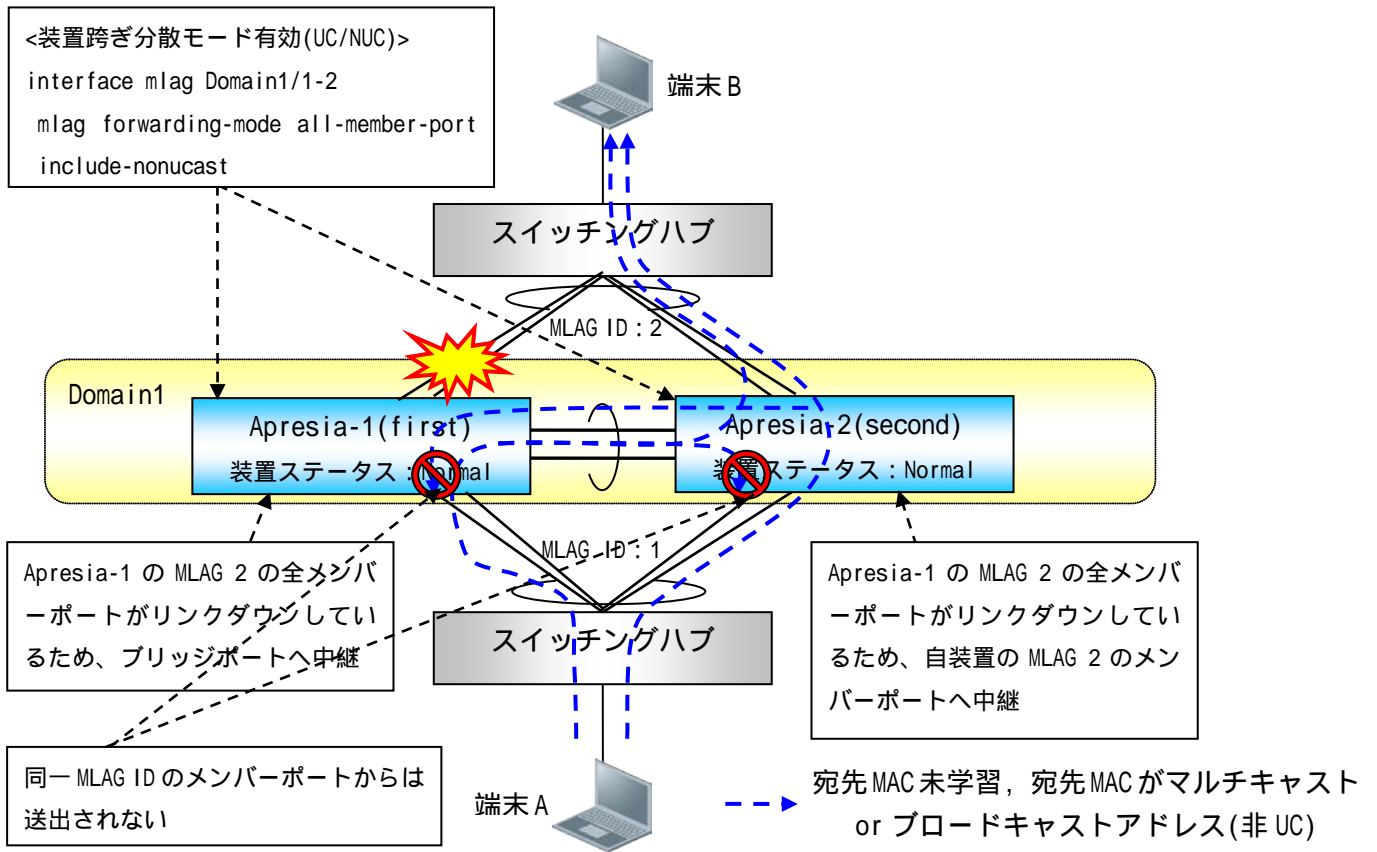 <装置跨ぎ分散モード有効(UC/NUC)>
interface mlag Domain1/1-2
mlag forwarding-mode all-member-port
include-nonucast
端末B
スイッチングハブ
MLAG ID：2
Domain1
Apresia-1(first)
装置ステータス：Normal
Apresia-2(second)
装置ステータス：Normal
MLAG ID：1
Apresia-1 の MLAG 2 の全メンバ
ーポートがリンクダウンしてい
るため、ブリッジポートへ中継
Apresia-1 の MLAG 2 の全メンバ
ーポートがリンクダウンしてい
るため、自装置の MLAG 2 のメン
バーポートへ中継
スイッチングハブ
同一 MLAG ID のメンバーポートからは
送出されない
端末A
宛先 MAC 未学習，宛先 MAC がマルチキャスト
or ブロードキャストアドレス(非 UC)